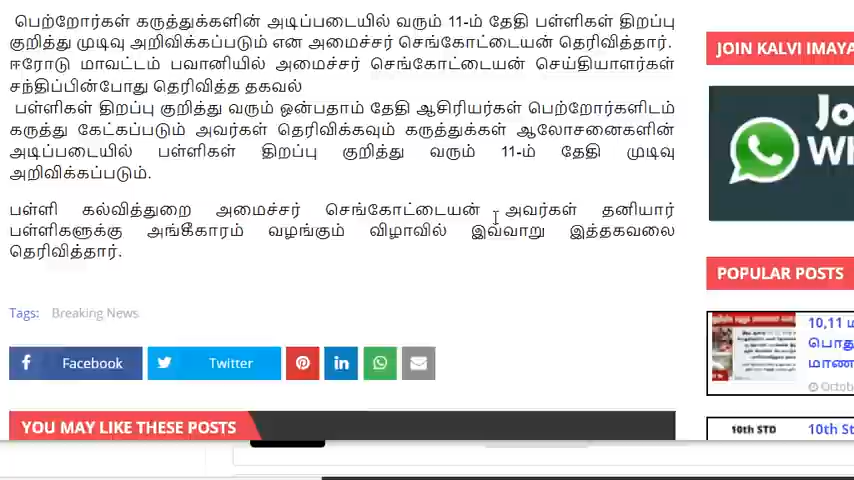 பெற்றோர்கள் கருத்துக்களின் அடிப்படையில் வரும் 11-ம் தேதி பள்ளிகள் திறப்பு
குறித்து முடிவு அறிவிக்கப்படும் என அமைச்சர் செங்கோட்டையன் தெரிவித்தார்.
ஈரோடு மாவட்டம் பவானியில் அமைச்சர் செங்கோட்டையன் செய்தியாளர்கள்
சந்திப்பின்போது தெரிவித்த தகவல்
பள்ளிகள் திறப்பு குறித்து வரும் ஒன்பதாம் தேதி ஆசிரியர்கள் பெற்றோர்களிடம்
கருத்து கேட்கப்படும் அவர்கள் தெரிவிக்கவும் கருத்துக்கள் ஆலோசனைகளின்
அடிப்படையில் பள்ளிகள் திறப்பு குறித்து வரும் 11-ம் தேதி முடிவு
அறிவிக்கப்படும்.
பள்ளி கல்வித்துறை அமைச்சர் செங்கோட்டையன் அவர்கள் தனியார்
பள்ளிகளுக்கு அங்கீகாரம் வழங்கும் விழாவில் இவ்வாறு இத்தகவலை
தெரிவித்தார்.
Tags: Breaking News
Facebook Twitter
YOU MAY LIKE THESE POSTS
JOIN KALVI IMAYA
Jo
Wh
POPULAR POSTS
10,11 ம
பொது
மாண
Octob
10th STD
10th St